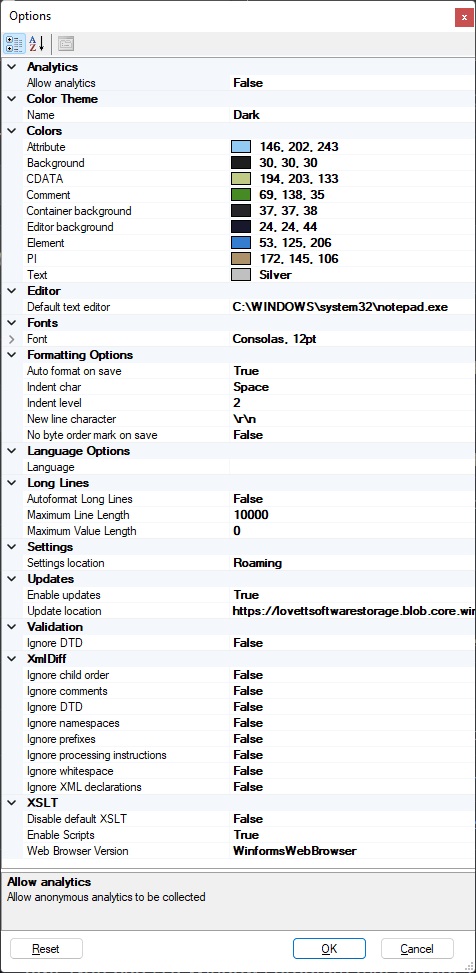 Options
Analytics
Allow analytics False
Color Theme
Name Dark
Colors
Attribute 146, 202, 243
Background 30, 30, 30
CDATA 194, 203, 133
Comment 69, 138, 35
Container background 37, 37, 38
Editor background 24, 24, 44
Element 53, 125, 206
PI 172, 145, 106
Text Silver
Editor
Default text editor C:\WINDOWS\system32\notepad.exe
Fonts
Font Consolas, 12pt
Formatting Options
Auto format on save True
Indent char Space
Indent level 2
New line character \r\n
No byte order mark on save False
Language Options
Language
Long Lines
Autoformat Long Lines False
Maximum Line Length 10000
Maximum Value Length 0
Settings
Settings location Roaming
Updates
Enable updates True
Update location https://lovettsoftwarestorage.blob.core.wir
Validation
Ignore DTD False
XmlDiff
Ignore child order False
Ignore comments False
Ignore DTD False
Ignore namespaces False
Ignore prefixes False
Ignore processing instructions False
Ignore whitespace False
Ignore XML declarations False
XSLT
Disable default XSLT False
Enable Scripts True
Web Browser Version WinformsWebBrowser
Allow analytics
Allow anonymous analytics to be collected
Reset OK Cancel